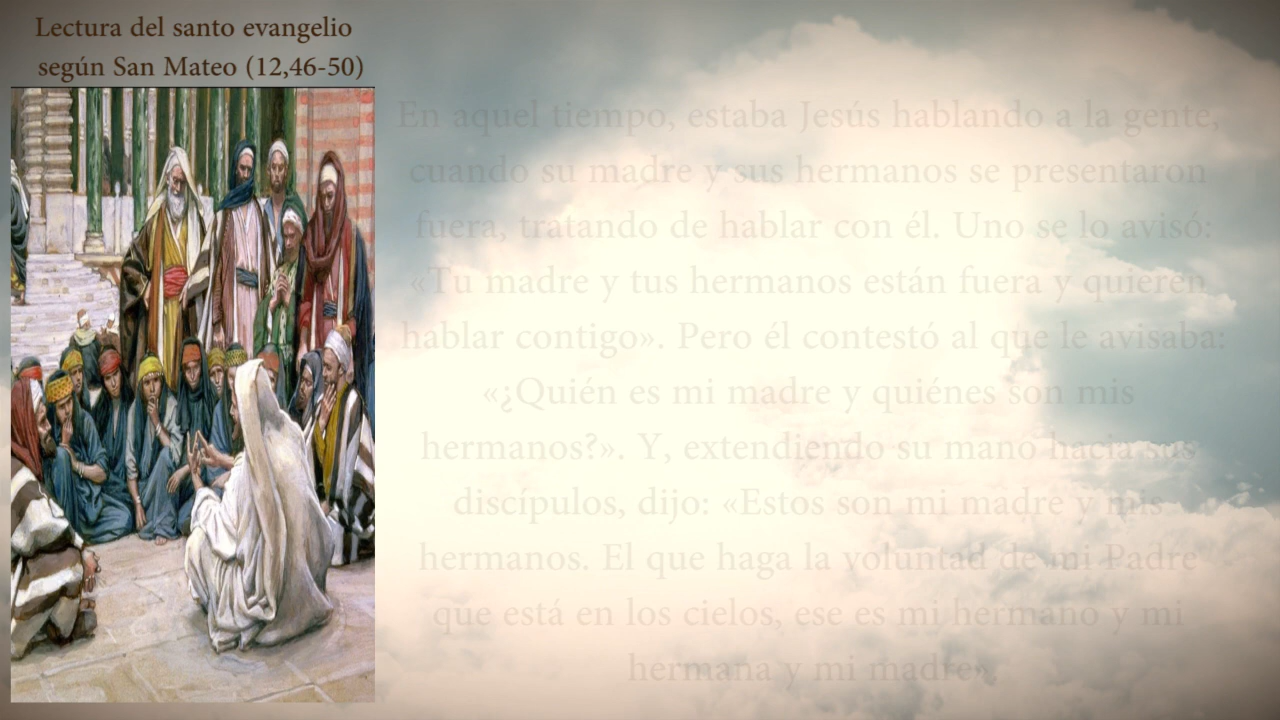 Lectura del santo evangelio
según San Mateo (12,46-50)
En aquel tiempo, estaba Jesús hablando a la gente,
cuando su madre y sus hermanos se presentaron
fuera, tratando de hablar con él. Uno se lo avisó:
«Tu madre y tus hermanos están fuera y quieren
hablar contigo». Pero él contestó al que le avisaba:
«¿Quién es mi madre y quiénes son mis
hermanos?». Y, extendiendo su mano hacia sus
discípulos, dijo: «Estos son mi madre y mis
hermanos. El que haga la voluntad de mi Padre
que está en los cielos, ese es mi hermano y mi
hermana y mi madre».